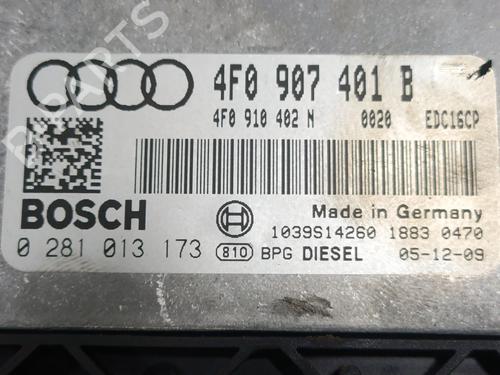 4F0 907 401 B
4F0 910 402 N 0020 EDC16CP
BOSCH
Made in Germany
1039S14260 1883 0470
0 281 013 173 810 BPG DIESEL 05-12-09